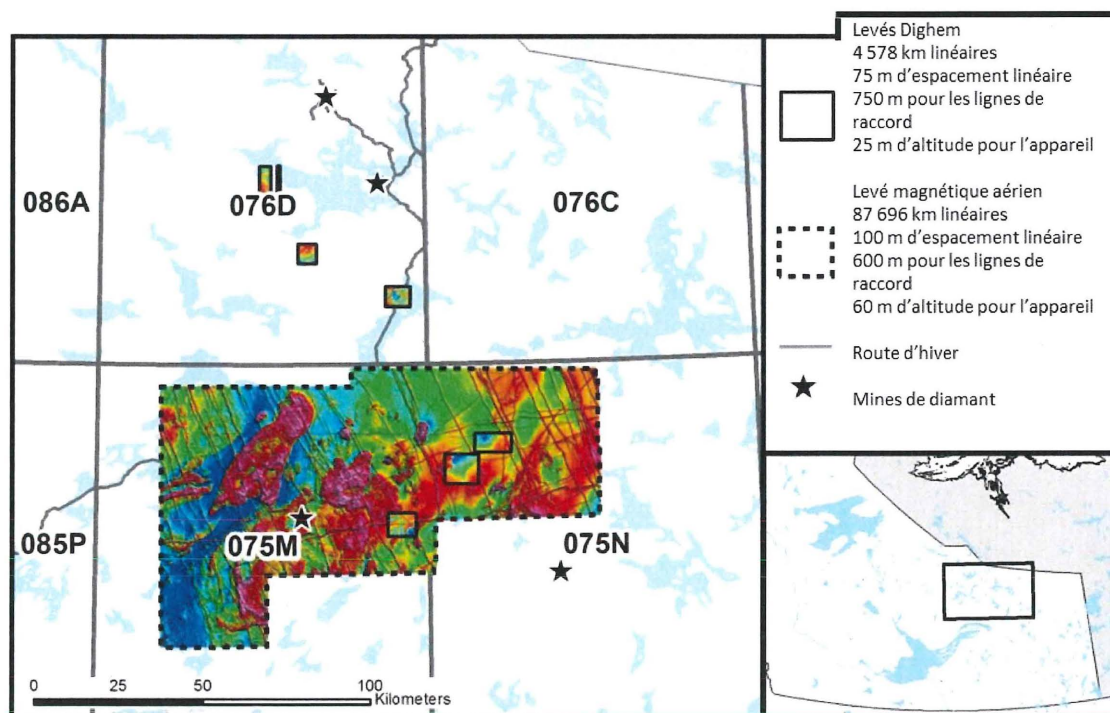 086A
076D
076C
085P
075M
075N
0 25 50 100
Kilometers
Levés Dighem
4 578 km linéaires
75 m d'espacement linéaire
750 m pour les lignes de
raccord
25 m d'altitude pour l'appareil
Levé magnétique aérien
87 696 km linéaires
100 m d'espacement linéaire
600 m pour les lignes de
raccord
60 m d'altitude pour l'appareil
Route d'hiver
Mines de diamant